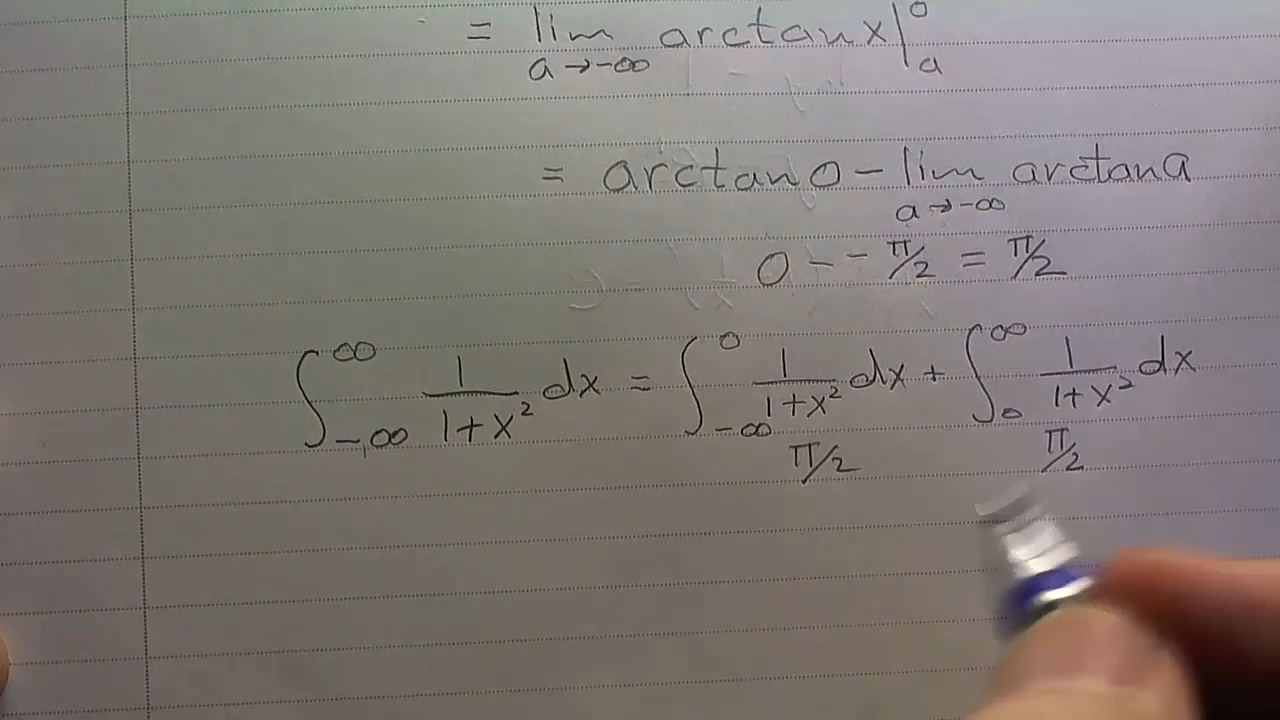 = lim arctan x |₀ₐ
a → -∞
= arctan 0 - lim arctan a
a → -∞
0 - - π/2 = π/2
∫_{-∞}^{∞} 1/(1+x²) dx = ∫_{-∞}^{0} 1/(1+x²) dx + ∫_{0}^{∞} 1/(1+x²) dx
π/2 π/2